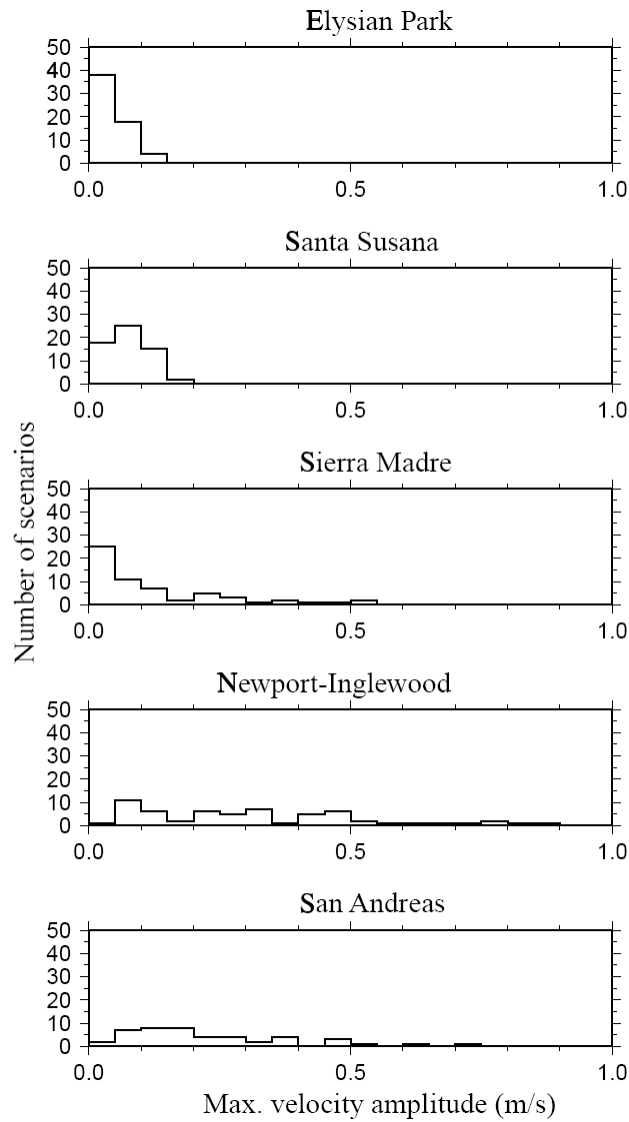 Elysian Park
50
40
30
20
10
0
0.0 0.5 1.0
Santa Susana
50
40
30
20
10
0
0.0 0.5 1.0
Number of scenarios
Sierra Madre
50
40
30
20
10
0
0.0 0.5 1.0
Newport-Inglewood
50
40
30
20
10
0
0.0 0.5 1.0
San Andreas
50
40
30
20
10
0
0.0 0.5 1.0
Max. velocity amplitude (m/s)